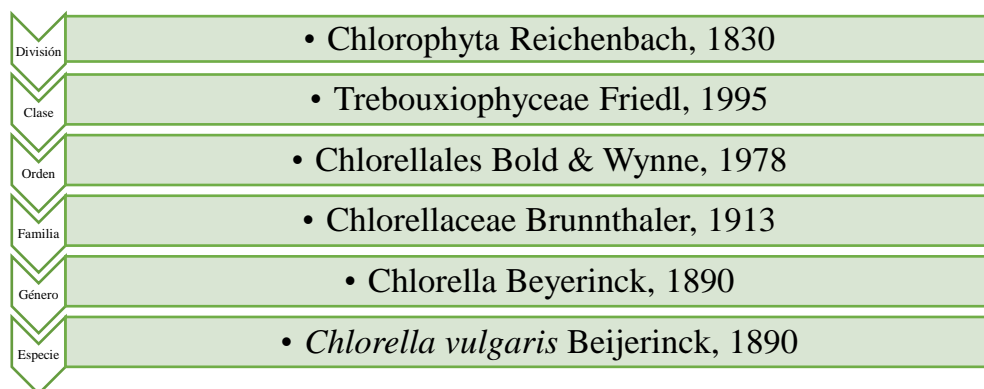 División
• Chlorophyta Reichenbach, 1830
Clase
• Trebouxiophyceae Friedl, 1995
Orden
• Chlorellales Bold & Wynne, 1978
Familia
• Chlorellaceae Brunnthaler, 1913
Género
• Chlorella Beyerinck, 1890
Especie
• Chlorella vulgaris Beijerinck, 1890